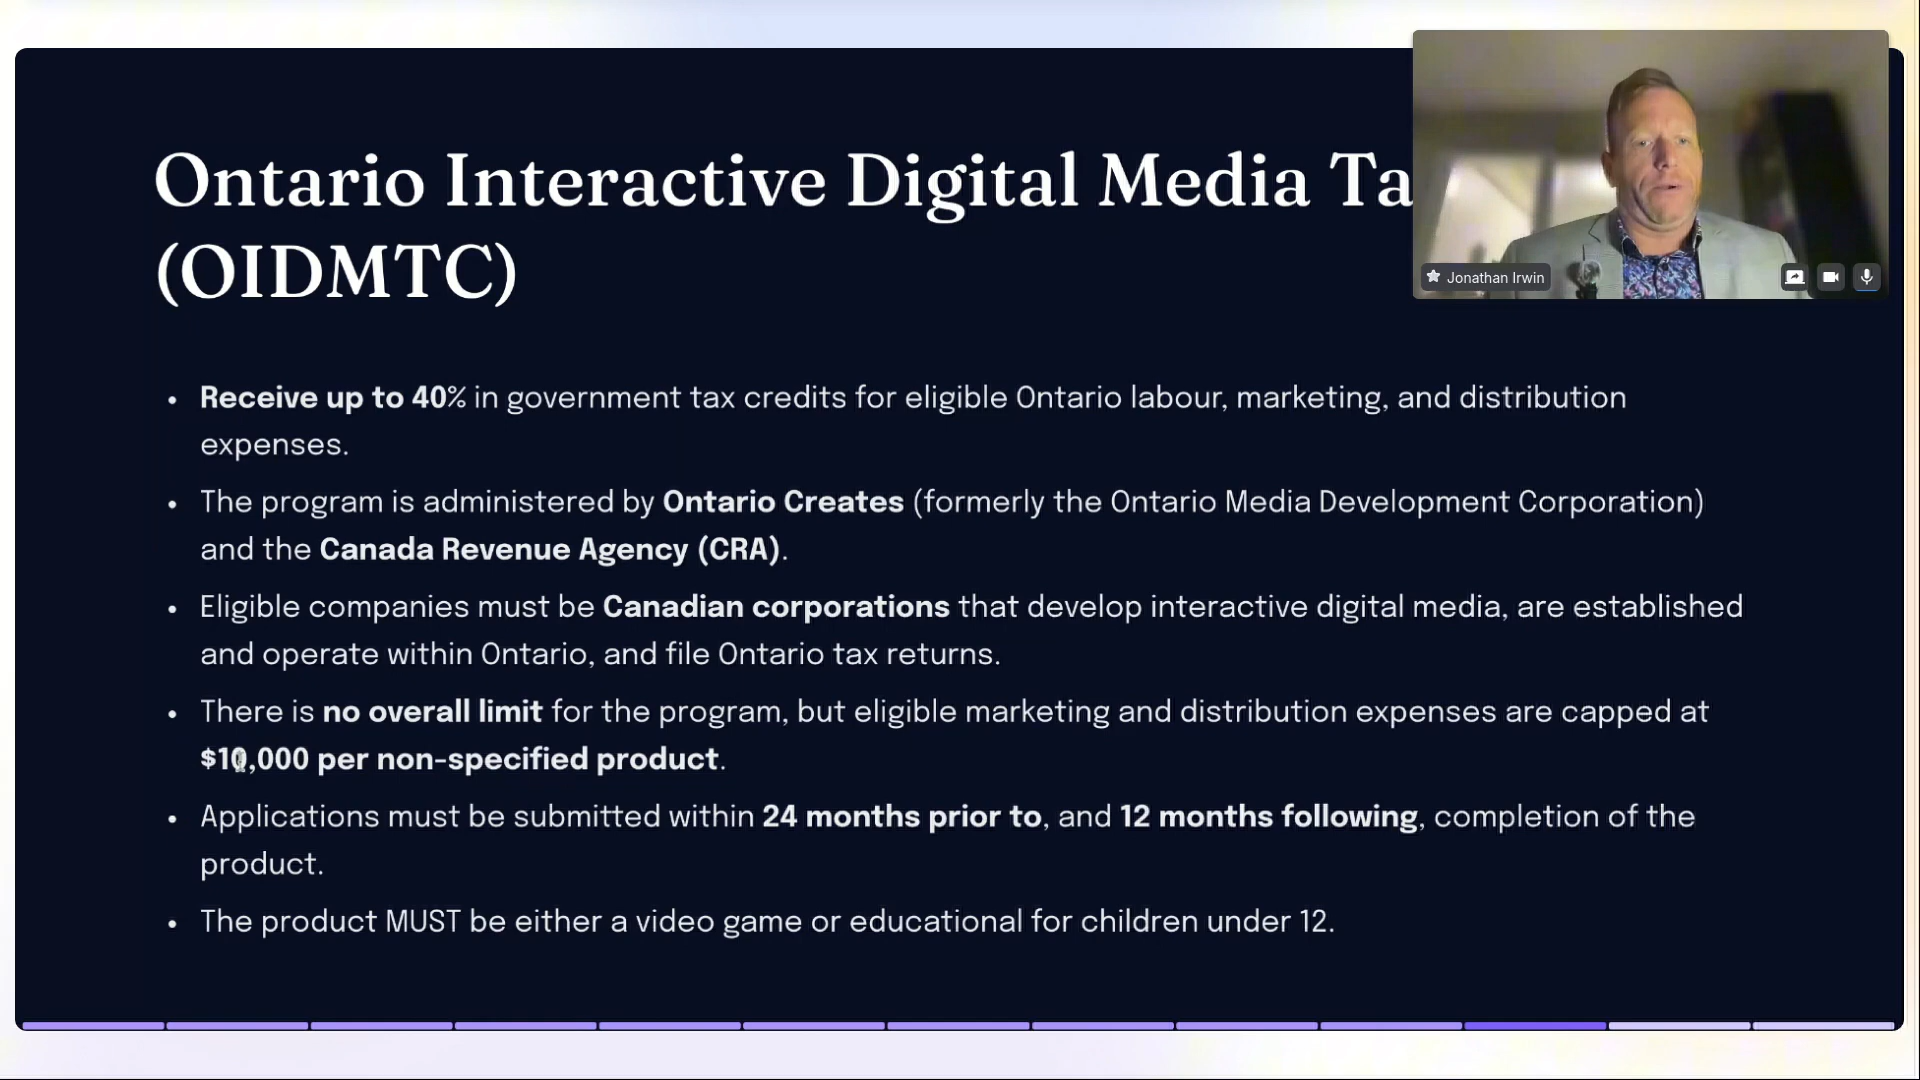 Ontario Interactive Digital Media Ta
(OIDMTC)
Jonathan Irwin
• Receive up to 40% in government tax credits for eligible Ontario labour, marketing, and distribution
expenses.
• The program is administered by Ontario Creates (formerly the Ontario Media Development Corporation)
and the Canada Revenue Agency (CRA).
• Eligible companies must be Canadian corporations that develop interactive digital media, are established
and operate within Ontario, and file Ontario tax returns.
• There is no overall limit for the program, but eligible marketing and distribution expenses are capped at
$10,000 per non-specified product.
• Applications must be submitted within 24 months prior to, and 12 months following, completion of the
product.
• The product MUST be either a video game or educational for children under 12.